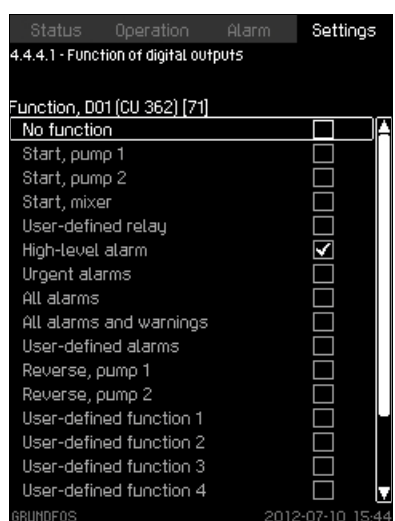 Status Operation Alarm Settings
4.4.4.1 - Function of digital outputs
Function, DO1 (CU 362) [71]
No function
Start, pump 1
Start, pump 2
Start, mixer
User-defined relay
High-level alarm
Urgent alarms
All alarms
All alarms and warnings
User-defined alarms
Reverse, pump 1
Reverse, pump 2
User-defined function 1
User-defined function 2
User-defined function 3
User-defined function 4
GRUNDFOS 2012-07-10 15:44